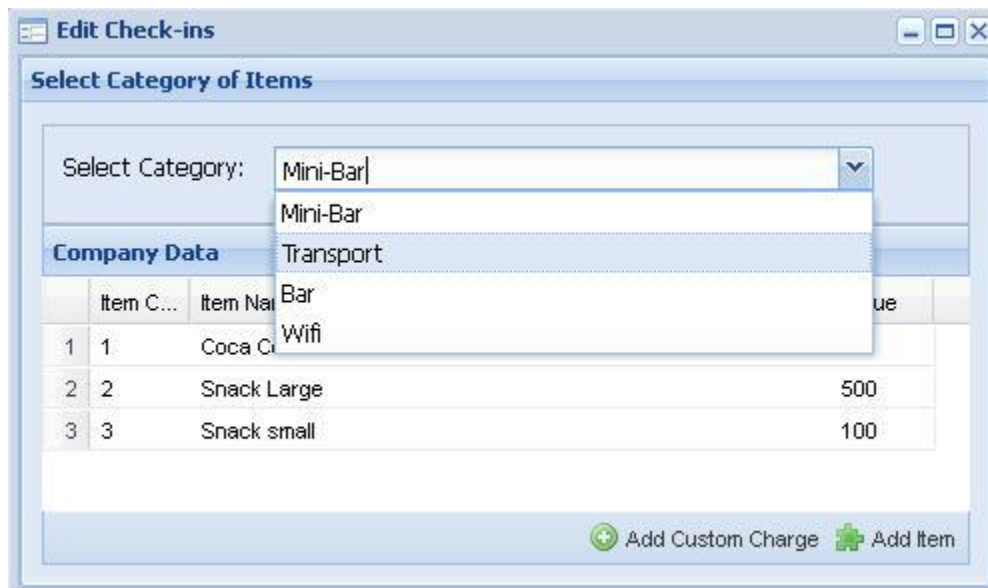 Edit Check-ins
Select Category of Items
Select Category: Mini-Bar
Mini-Bar
Transport
Company Data
Bar
Wifi
Item C... Item Na ue
1 1 Coca C
2 2 Snack Large 500
3 3 Snack small 100
Add Custom Charge Add Item